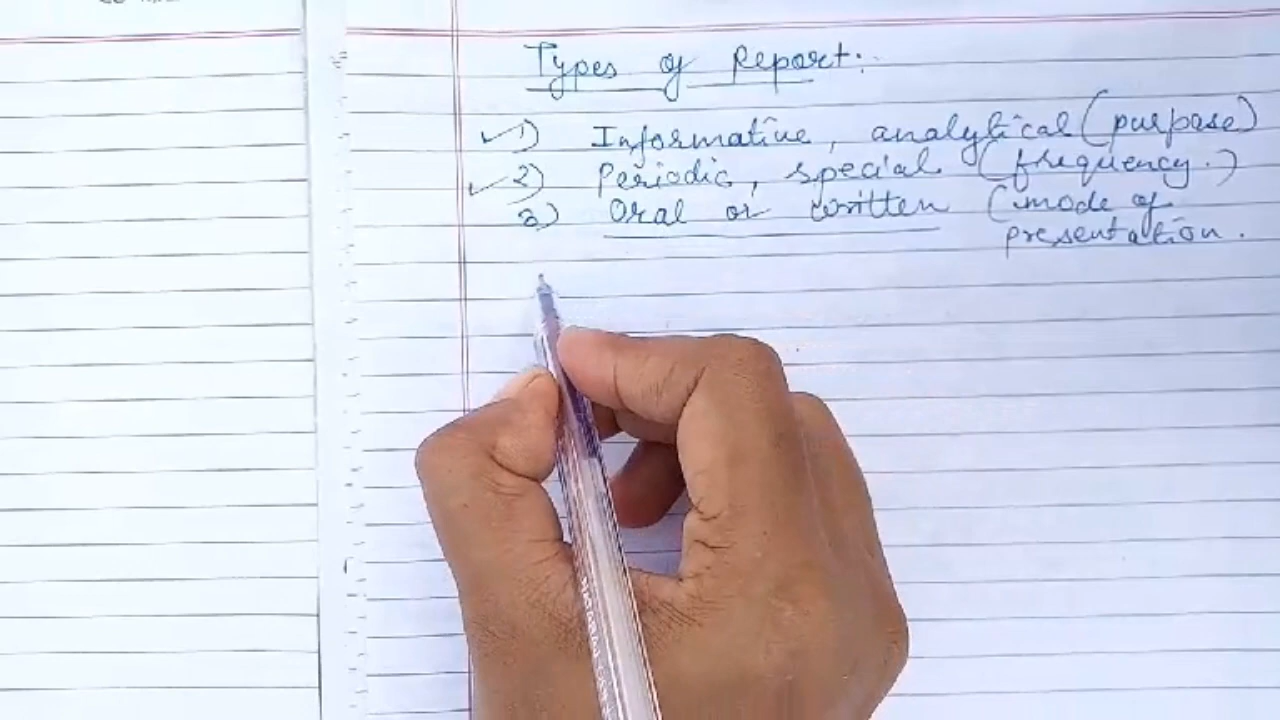 Types of Report:
✓1) Informative, analytical (purpose)
✓2) Periodic, special (frequency.)
3) Oral or written (mode of
presentation.